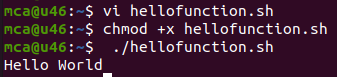 mca@u46:~$ vi hellofunction.sh
mca@u46:~$ chmod +x hellofunction.sh
mca@u46:~$  ./hellofunction.sh
Hello World